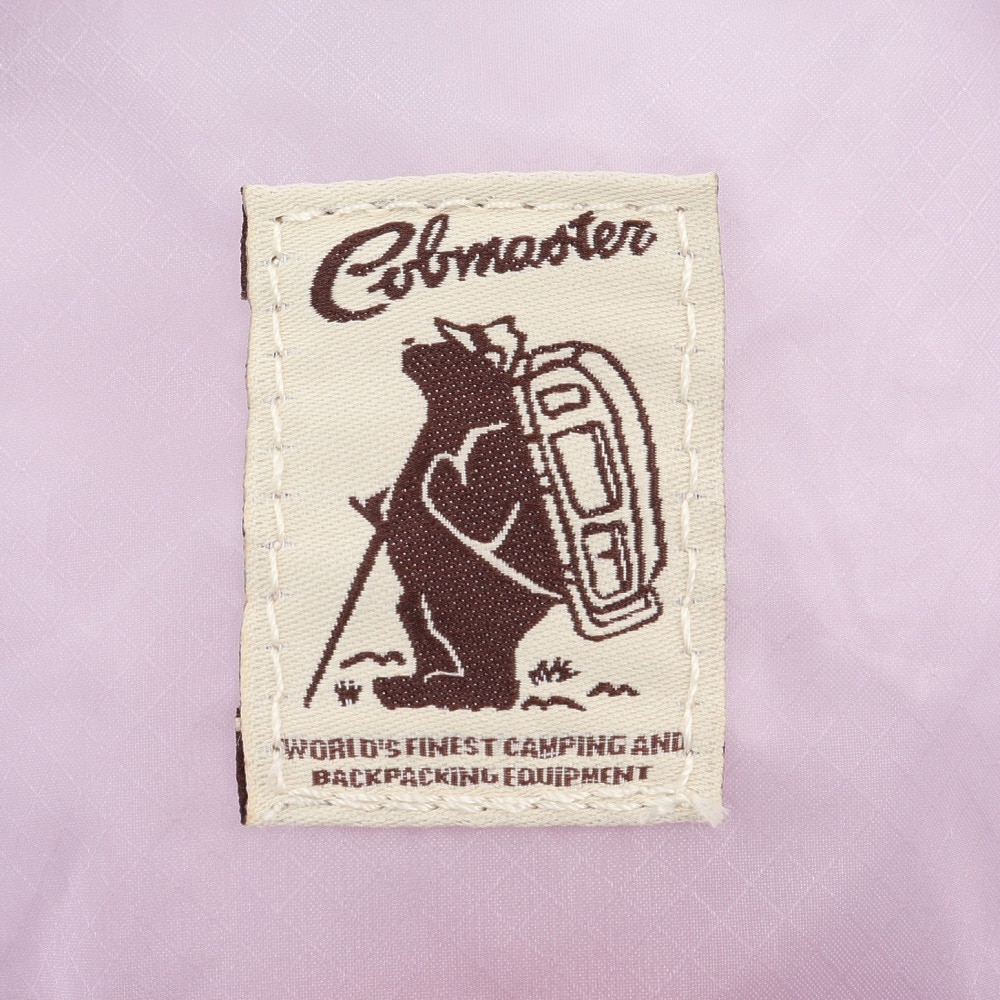 Cobmaster
WORLD'S FINEST CAMPING AND
BACKPACKING EQUIPMENT